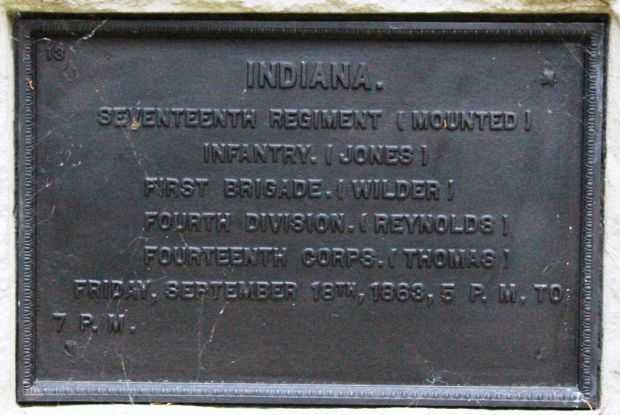 13
INDIANA.
SEVENTEENTH REGIMENT (MOUNTED)
INFANTRY. (JONES)
FIRST BRIGADE. (WILDER)
FOURTH DIVISION. (REYNOLDS)
FOURTEENTH CORPS. (THOMAS)
FRIDAY, SEPTEMBER 18TH, 1863, 5 P. M. TO
7 P. M.